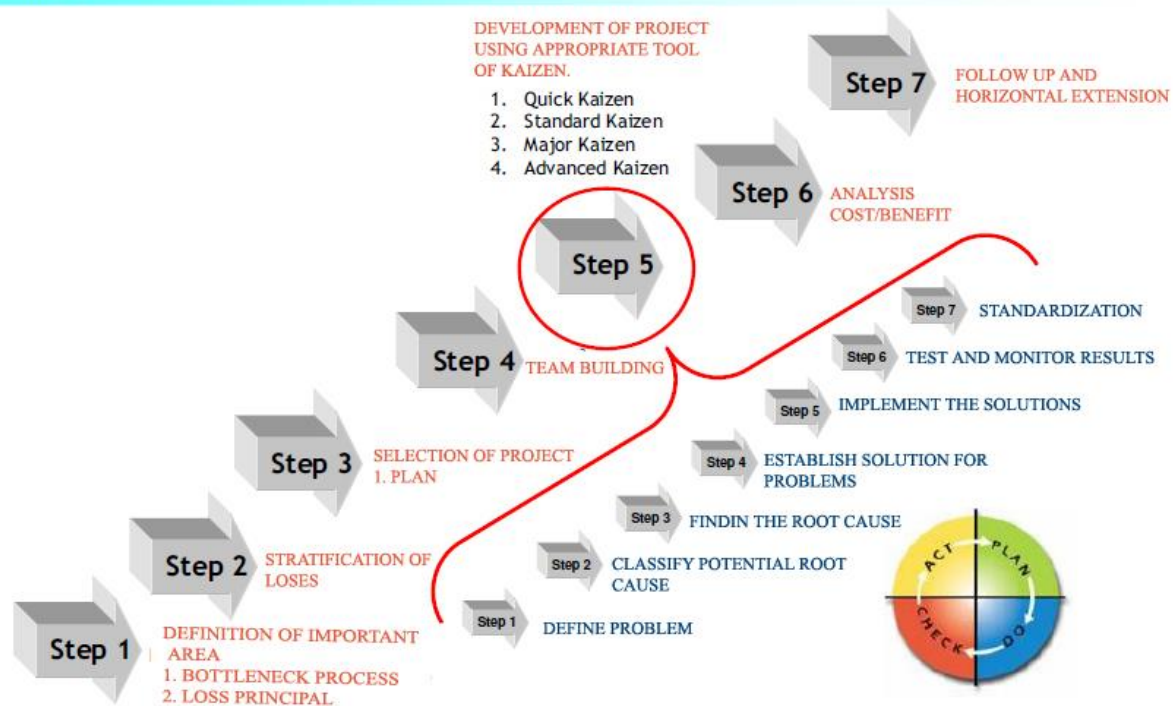 DEVELOPMENT OF PROJECT
USING APPROPRIATE TOOL
OF KAIZEN.
1. Quick Kaizen
2. Standard Kaizen
3. Major Kaizen
4. Advanced Kaizen
Step 7
FOLLOW UP AND
HORIZONTAL EXTENSION
Step 6
ANALYSIS
COST/BENEFIT
Step 5
Step 4
TEAM BUILDING
Step 3
SELECTION OF PROJECT
1. PLAN
Step 2
STRATIFICATION OF
LOSES
Step 1
DEFINITION OF IMPORTANT
AREA
1. BOTTLENECK PROCESS
2. LOSS PRINCIPAL
Step 7
STANDARDIZATION
Step 6
TEST AND MONITOR RESULTS
Step 5
IMPLEMENT THE SOLUTIONS
Step 4
ESTABLISH SOLUTION FOR
PROBLEMS
Step 3
FINDIN THE ROOT CAUSE
Step 2
CLASSIFY POTENTIAL ROOT
CAUSE
Step 1
DEFINE PROBLEM
ACT
PLAN
DO
CHECK